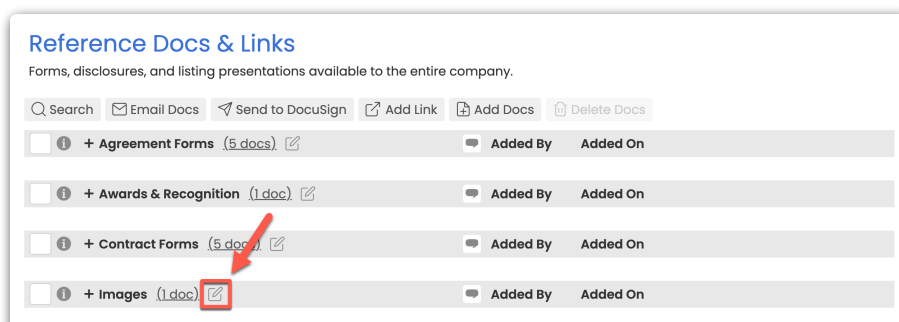 Reference Docs & Links
Forms, disclosures, and listing presentations available to the entire company.
Search Email Docs Send to DocuSign Add Link Add Docs Delete Docs
+ Agreement Forms (5 docs) Added By Added On
+ Awards & Recognition (1 doc) Added By Added On
+ Contract Forms (5 docs) Added By Added On
+ Images (1 doc) Added By Added On